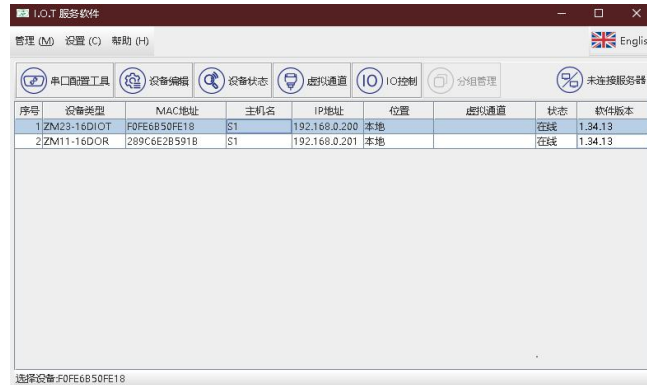 I.O.T 服务软件
管理 (M) 设置 (C) 帮助 (H) Englis
串口配置工具 设备编辑 设备状态 虚拟通道 IO IO控制 分组管理 未连接服务器
序号 设备类型 MAC地址 主机名 IP地址 位置 虚拟通道 状态 软件版本
1 ZM23-16DIOT F0FE6B50FE18 S1 192.168.0.200 本地 在线 1.34.13
2 ZM11-16DOR 289C6E2B591B S1 192.168.0.201 本地 在线 1.34.13
选择设备:F0FE6B50FE18